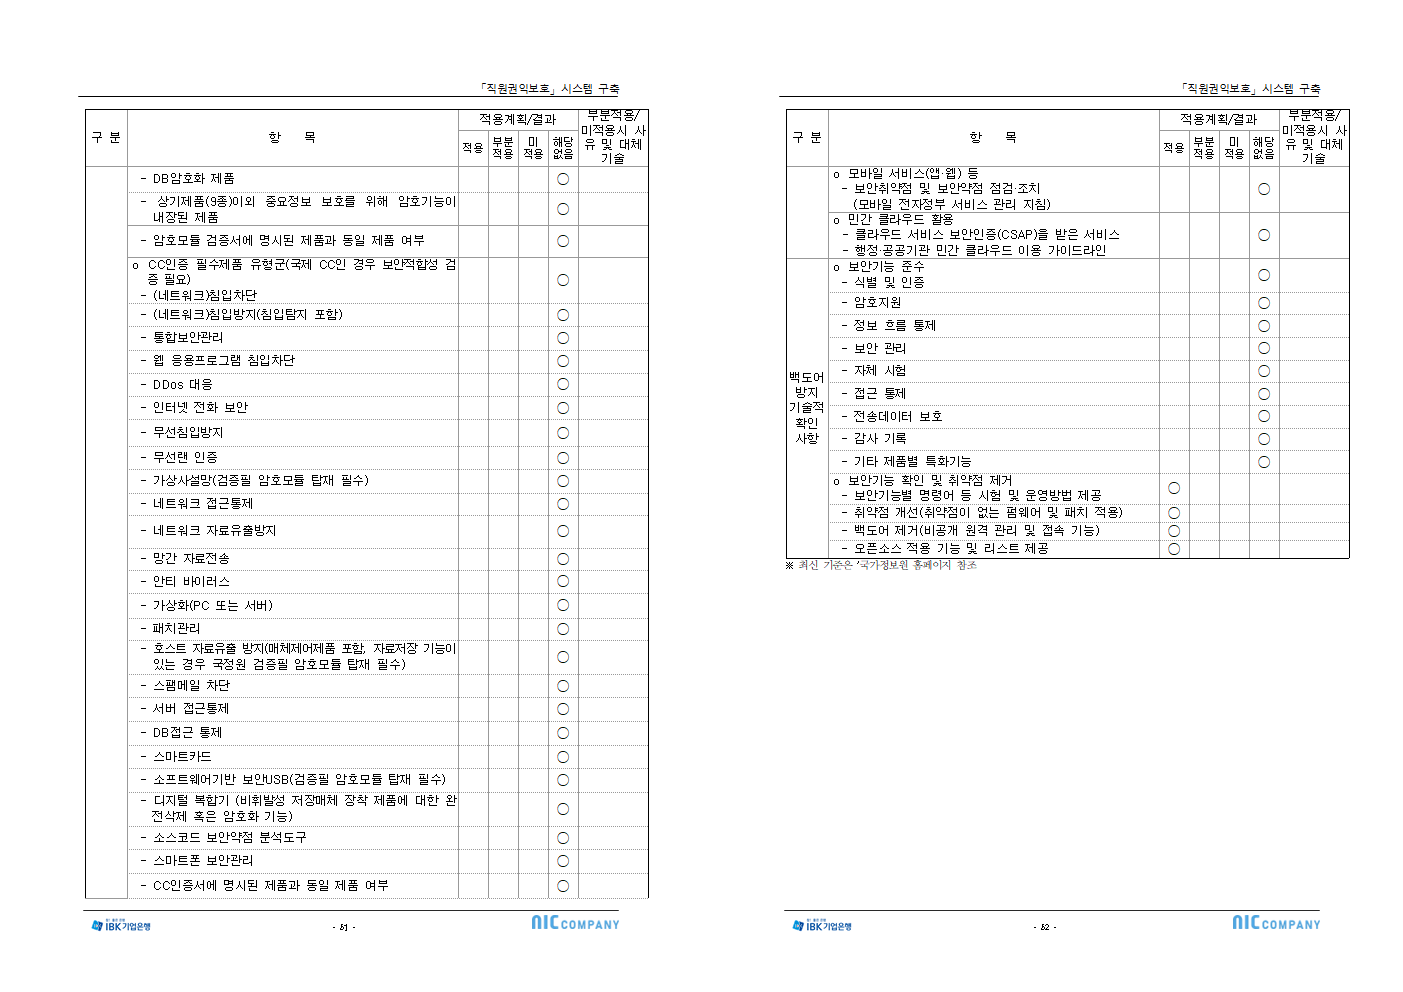 「직원권익보호」시스템 구축
구 분
항 목
적용계획/결과
부분적용/
미적용시 사
유 및 대체
기술
적용
부분
적용
미
적용
해당
없음
- DB암호화 제품 ○
- 상기제품(9종)이외 중요정보 보호를 위해 암호기능이
내장된 제품 ○
- 암호모듈 검증서에 명시된 제품과 동일 제품 여부 ○
o CC인증 필수제품 유형군(국제 CC인 경우 보안적합성 검
증 필요)
- (네트워크)침입차단 ○
- (네트워크)침입방지(침입탐지 포함) ○
- 통합보안관리 ○
- 웹 응용프로그램 침입차단 ○
- DDos 대응 ○
- 인터넷 전화 보안 ○
- 무선침입방지 ○
- 무선랜 인증 ○
- 가상사설망(검증필 암호모듈 탑재 필수) ○
- 네트워크 접근통제 ○
- 네트워크 자료유출방지 ○
- 망간 자료전송 ○
- 안티 바이러스 ○
- 가상화(PC 또는 서버) ○
- 패치관리 ○
- 호스트 자료유출 방지(매체제어제품 포함, 자료저장 기능이
있는 경우 국정원 검증필 암호모듈 탑재 필수) ○
- 스팸메일 차단 ○
- 서버 접근통제 ○
- DB접근 통제 ○
- 스마트카드 ○
- 소프트웨어기반 보안USB(검증필 암호모듈 탑재 필수) ○
- 디지털 복합기 (비휘발성 저장매체 장착 제품에 대한 완
전삭제 혹은 암호화 기능) ○
- 소스코드 보안약점 분석도구 ○
- 스마트폰 보안관리 ○
- CC인증서에 명시된 제품과 동일 제품 여부 ○
IBK기업은행
- 51 -
NIC COMPANY
「직원권익보호」시스템 구축
구 분
항 목
적용계획/결과
부분적용/
미적용시 사
유 및 대체
기술
적용
부분
적용
미
적용
해당
없음
o 모바일 서비스(앱·웹) 등
- 보안취약점 및 보안약점 점검·조치 ○
(모바일 전자정부 서비스 관리 지침)
o 민간 클라우드 활용
- 클라우드 서비스 보안인증(CSAP)을 받은 서비스 ○
- 행정·공공기관 민간 클라우드 이용 가이드라인
백도어
방지
기술적
확인
사항
o 보안기능 준수
- 식별 및 인증 ○
- 암호지원 ○
- 정보 흐름 통제 ○
- 보안 관리 ○
- 자체 시험 ○
- 접근 통제 ○
- 전송데이터 보호 ○
- 감사 기록 ○
- 기타 제품별 특화기능 ○
o 보안기능 확인 및 취약점 제거
- 보안기능별 명령어 등 시험 및 운영방법 제공 ○
- 취약점 개선(취약점이 없는 펌웨어 및 패치 적용) ○
- 백도어 제거(비공개 원격 관리 및 접속 기능) ○
- 오픈소스 적용 기능 및 리스트 제공 ○
※ 최신 기준은 '국가정보원 홈페이지 참조
IBK기업은행
- 52 -
NIC COMPANY